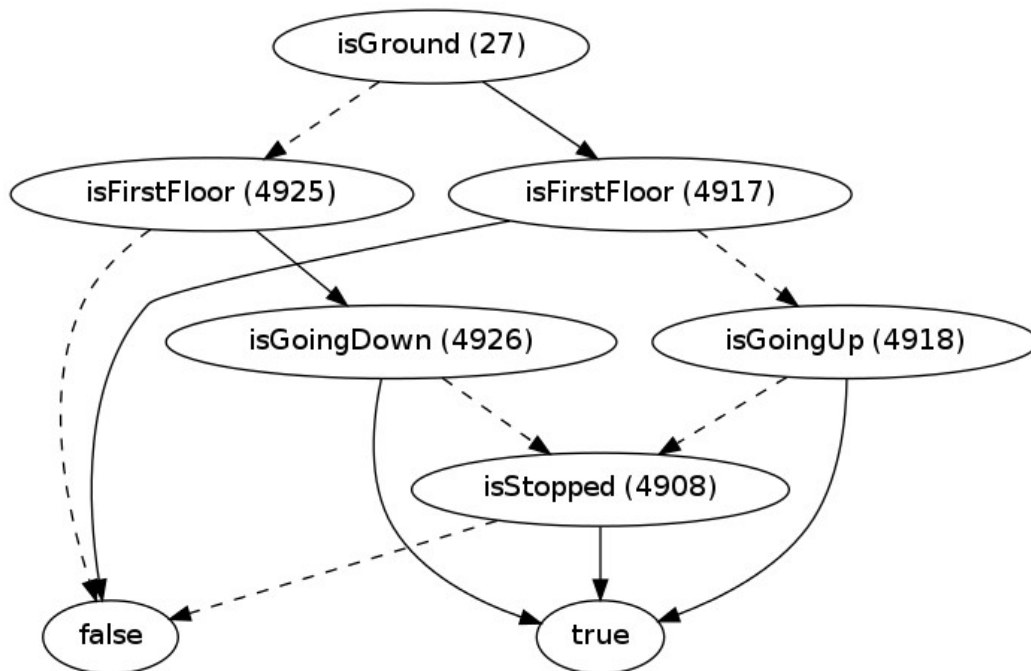 isGround (27)
isFirstFloor (4925)
isFirstFloor (4917)
isGoingDown (4926)
isGoingUp (4918)
isStopped (4908)
false
true